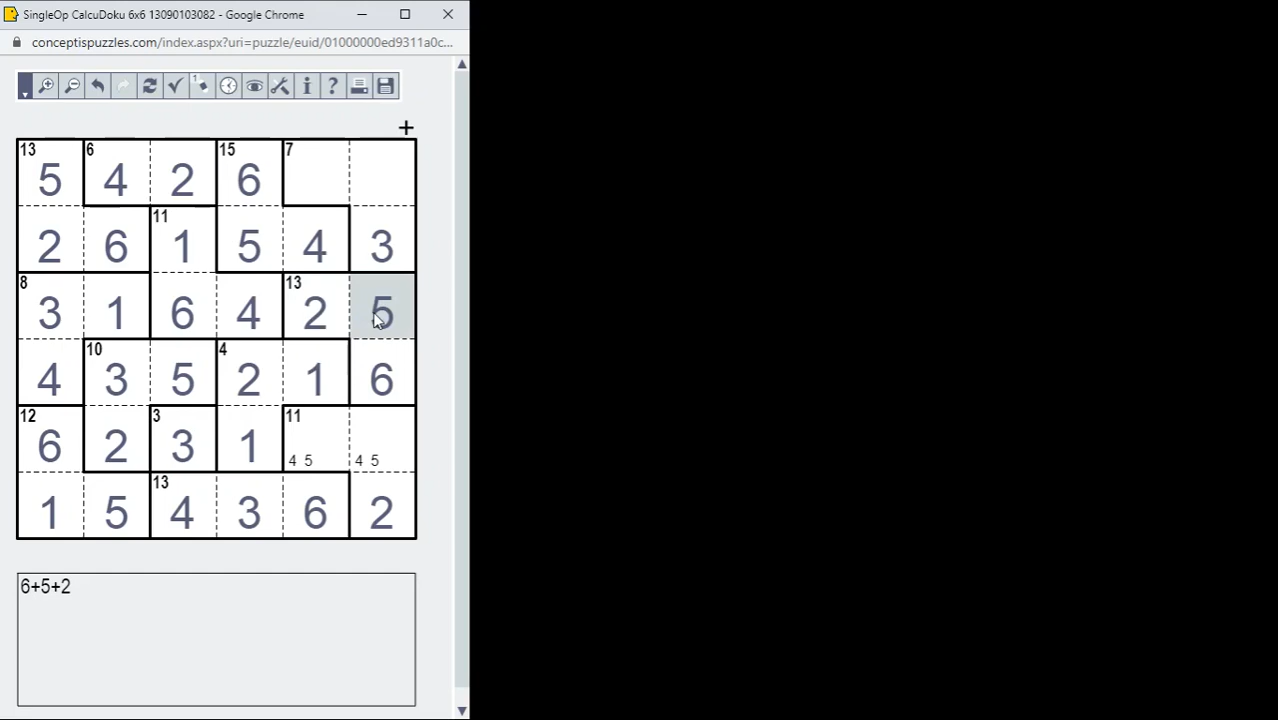 SingleOp CalcuDoku 6x6 13090103082 - Google Chrome
conceptispuzzles.com/index.aspx?uri=puzzle/euid/01000000ed9311a0c...
+
13 6 15 7
5 4 2 6
11
2 6 1 5 4 3
8 13
3 1 6 4 2 5
10 4
4 3 5 2 1 6
12 3 11
6 2 3 1
4 5 4 5
13
1 5 4 3 6 2
6+5+2